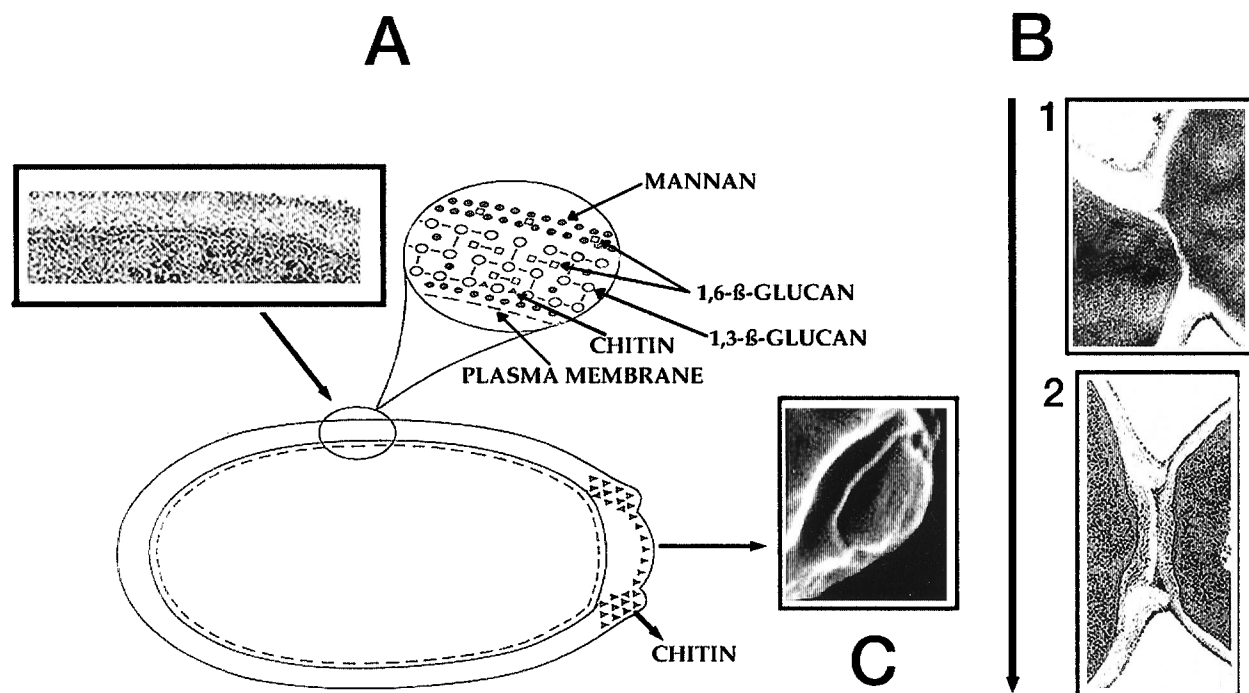 A
B
1
MANNAN
1,6-ß-GLUCAN
1,3-ß-GLUCAN
CHITIN
PLASMA MEMBRANE
2
CHITIN
C